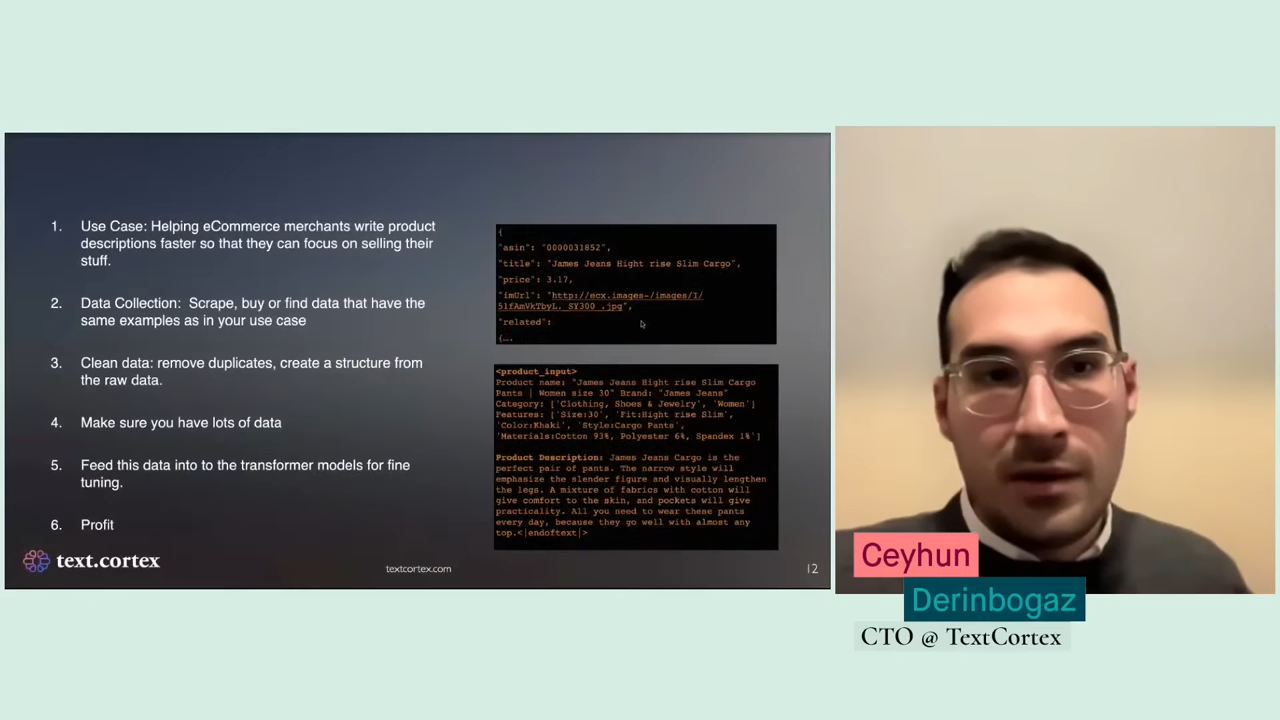 1. Use Case: Helping eCommerce merchants write product
descriptions faster so that they can focus on selling their
stuff.
2. Data Collection: Scrape, buy or find data that have the
same examples as in your use case
3. Clean data: remove duplicates, create a structure from
the raw data.
4. Make sure you have lots of data
5. Feed this data into to the transformer models for fine
tuning.
6. Profit
text.cortex
textcortex.com
12
{
"asin": "0000031852",
"title": "James Jeans Hight rise Slim Cargo",
"price": 3.17,
"imUrl": "http://ecx.images-/images/I/
51fAmVkTbyL._SY300_.jpg",
"related":
{….
<product_input>
Product name: "James Jeans Hight rise Slim Cargo
Pants | Women size 30" Brand: "James Jeans"
Category: ['Clothing, Shoes & Jewelry', 'Women']
Features: ['Size:30', 'Fit:Hight rise Slim',
'Color:Khaki', 'Style:Cargo Pants',
'Materials:Cotton 93%, Polyester 6%, Spandex 1%']
Product Description: James Jeans Cargo is the
perfect pair of pants. The narrow style will
emphasize the slender figure and visually lengthen
the legs. A mixture of fabrics with cotton will
give comfort to the skin, and pockets will give
practicality. All you need to wear these pants
every day, because they go well with almost any
top.<|endoftext|>
Ceyhun
Derinbogaz
CTO @ TextCortex